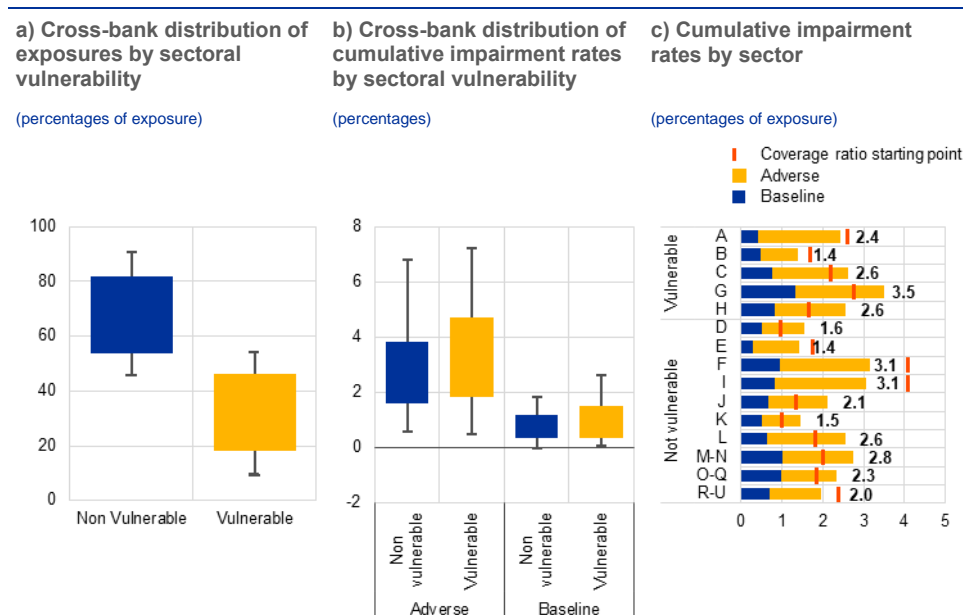 a) Cross-bank distribution of
exposures by sectoral
vulnerability
(percentages of exposure)
100
80
60
40
20
0
Non Vulnerable
Vulnerable
b) Cross-bank distribution of
cumulative impairment rates
by sectoral vulnerability
(percentages)
8
6
4
2
0
-2
Non
vulnerable
Vulnerable
Non
vulnerable
Vulnerable
Adverse
Baseline
c) Cumulative impairment
rates by sector
(percentages of exposure)
Coverage ratio starting point
Adverse
Baseline
Vulnerable
A 2.4
B 1.4
C 2.6
G 3.5
H 2.6
Not vulnerable
D 1.6
E 1.4
F 3.1
I 3.1
J 2.1
K 1.5
L 2.6
M-N 2.8
O-Q 2.3
R-U 2.0
0 1 2 3 4 5